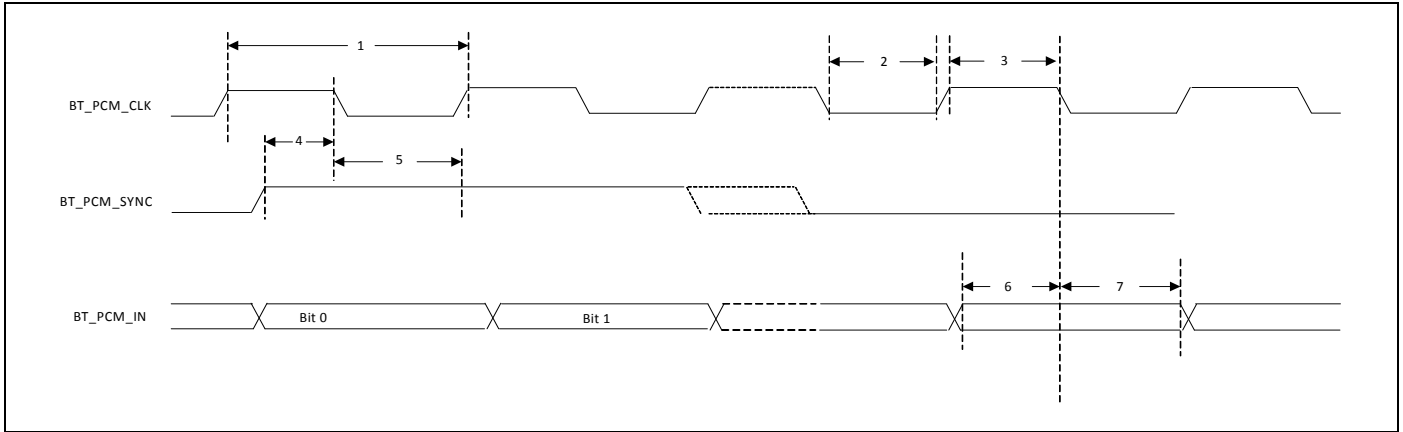 1
2
3
BT_PCM_CLK
4
5
BT_PCM_SYNC
6
7
BT_PCM_IN
Bit 0
Bit 1